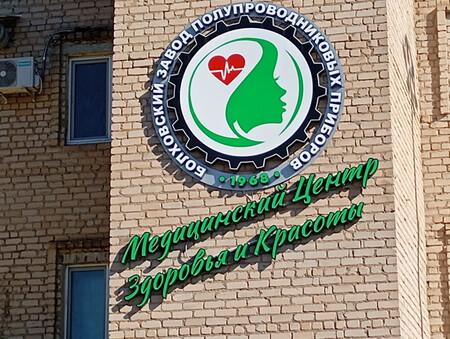 БОЛХОВСКИЙ ЗАВОД ПОЛУПРОВОДНИКОВЫХ ПРИБОРОВ
• 1968 •
Медицинский Центр
Здоровья и Красоты